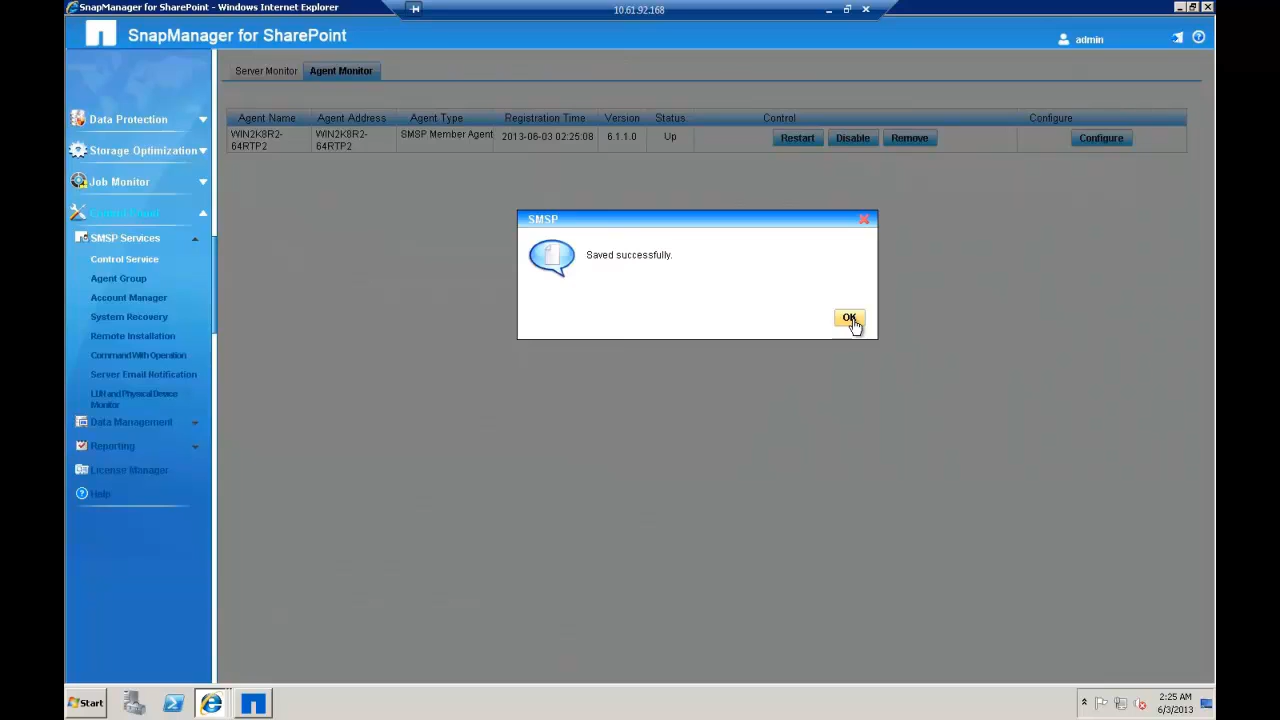 SnapManager for SharePoint - Windows Internet Explorer
10.61.92.168
SnapManager for SharePoint
admin
Server Monitor
Agent Monitor
Data Protection
Storage Optimization
Job Monitor
Control Panel
SMSP Services
Control Service
Agent Group
Account Manager
System Recovery
Remote Installation
Command With Operation
Server Email Notification
LUN and Physical Device
Monitor
Data Management
Reporting
License Manager
Help
Agent Name Agent Address Agent Type Registration Time Version Status Control Configure
WIN2K8R2-
64RTP2
WIN2K8R2-
64RTP2
SMSP Member Agent
2013-06-03 02:25:08
6.1.1.0
Up
Restart
Disable
Remove
Configure
SMSP
Saved successfully.
OK
Start
2:25 AM
6/3/2013